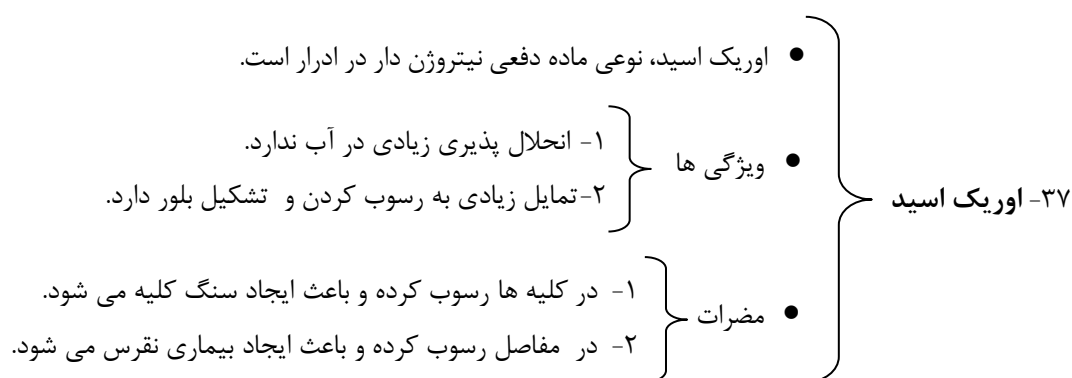 ۳۷- اوریک اسید
● اوریک اسید، نوعی ماده دفعی نیتروژن دار در ادرار است.
● ویژگی ها
۱- انحلال پذیری زیادی در آب ندارد.
۲-تمایل زیادی به رسوب کردن و تشکیل بلور دارد.
● مضرات
۱- در کلیه ها رسوب کرده و باعث ایجاد سنگ کلیه می شود.
۲- در مفاصل رسوب کرده و باعث ایجاد بیماری نقرس می شود.